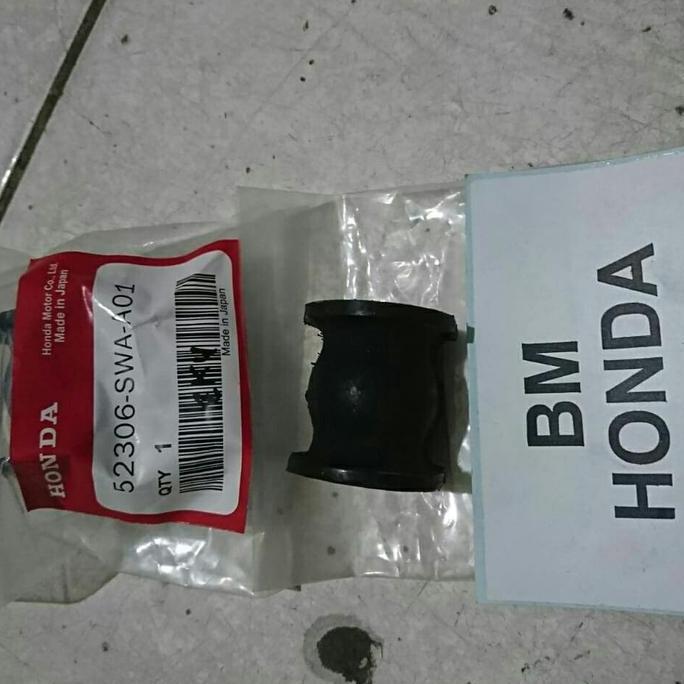 HONDA
Honda Motor Co., Ltd.
Made in Japan
52306-SWA-A01
QTY 1
Made in Japan
BM
HONDA